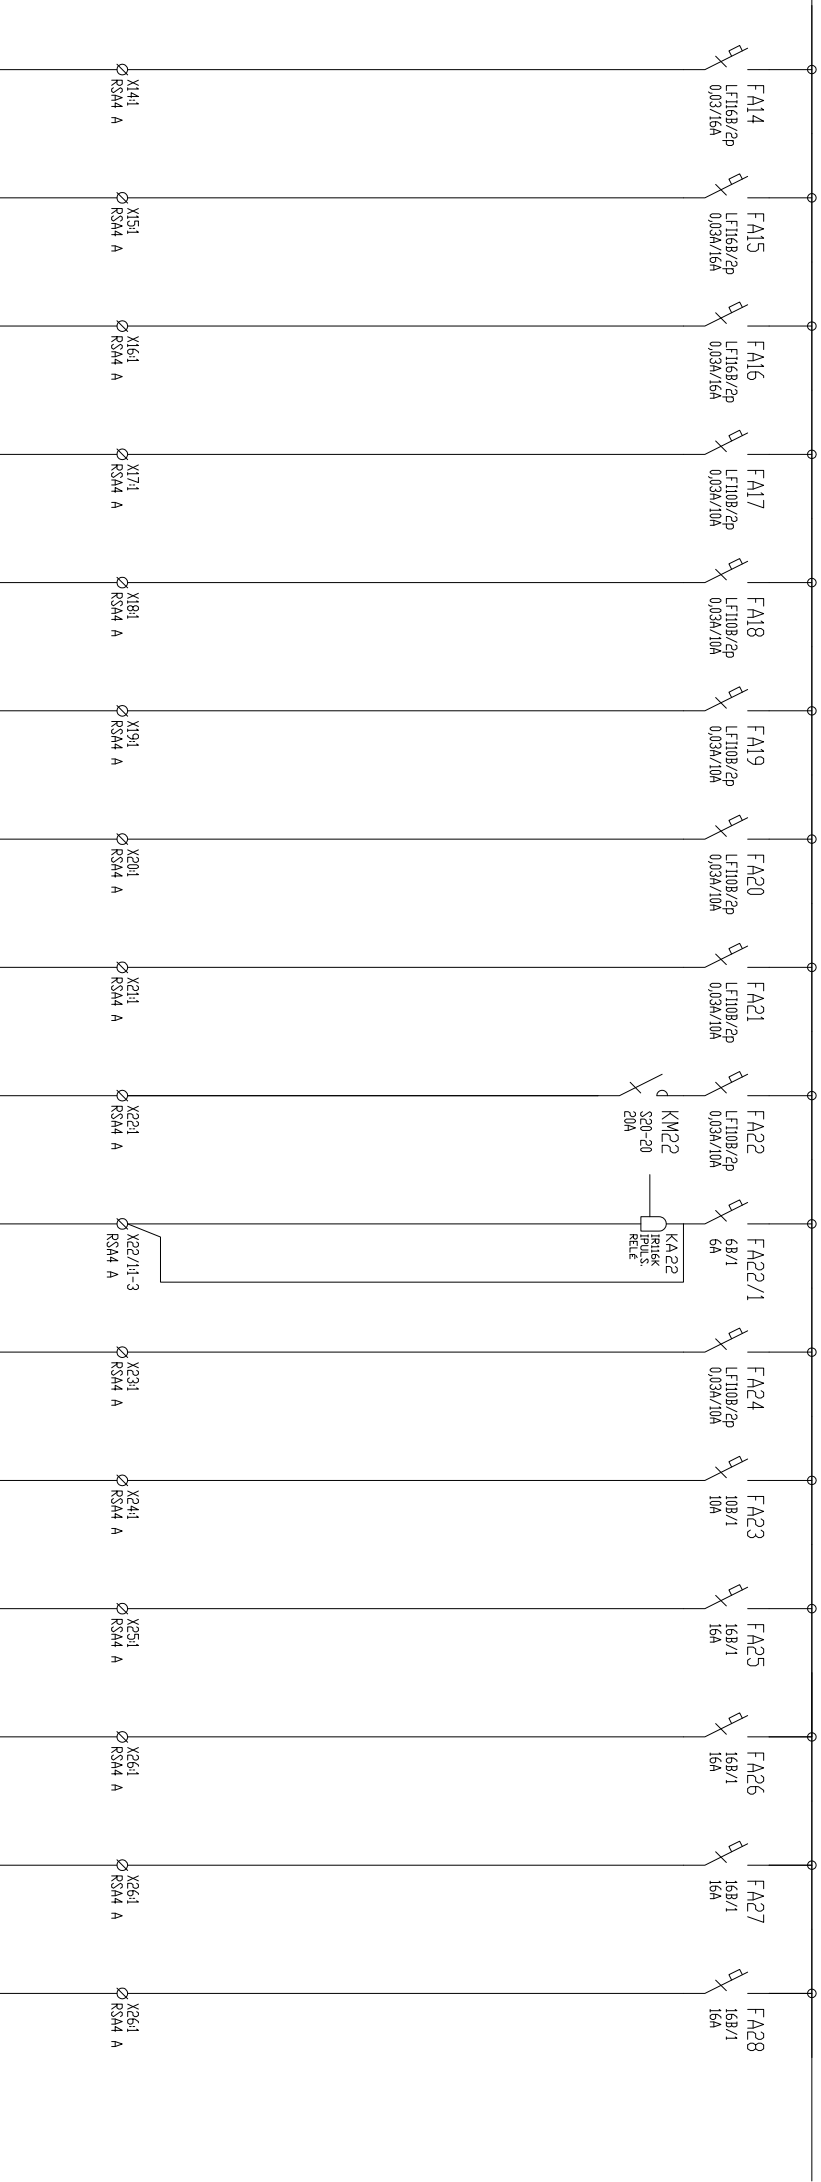 FA14
LFI16B/2p
0,03/16A
X14:1
RSA4 A
FA15
LFI16B/2p
0,03A/16A
X15:1
RSA4 A
FA16
LFI16B/2p
0,03A/16A
X16:1
RSA4 A
FA17
LFI10B/2p
0,03A/10A
X17:1
RSA4 A
FA18
LFI10B/2p
0,03A/10A
X18:1
RSA4 A
FA19
LFI10B/2p
0,03A/10A
X19:1
RSA4 A
FA20
LFI10B/2p
0,03A/10A
X20:1
RSA4 A
FA21
LFI10B/2p
0,03A/10A
X21:1
RSA4 A
FA22
LFI10B/2p
0,03A/10A
KM22
S20-20
20A
X22:1
RSA4 A
FA22/1
6B/1
6A
KA22
IR116K
IPULS.
RELÉ
X22/1:1-3
RSA4 A
FA24
LFI10B/2p
0,03A/10A
X23:1
RSA4 A
FA23
10B/1
10A
X24:1
RSA4 A
FA25
16B/1
16A
X25:1
RSA4 A
FA26
16B/1
16A
X26:1
RSA4 A
FA27
16B/1
16A
X26:1
RSA4 A
FA28
16B/1
16A
X26:1
RSA4 A